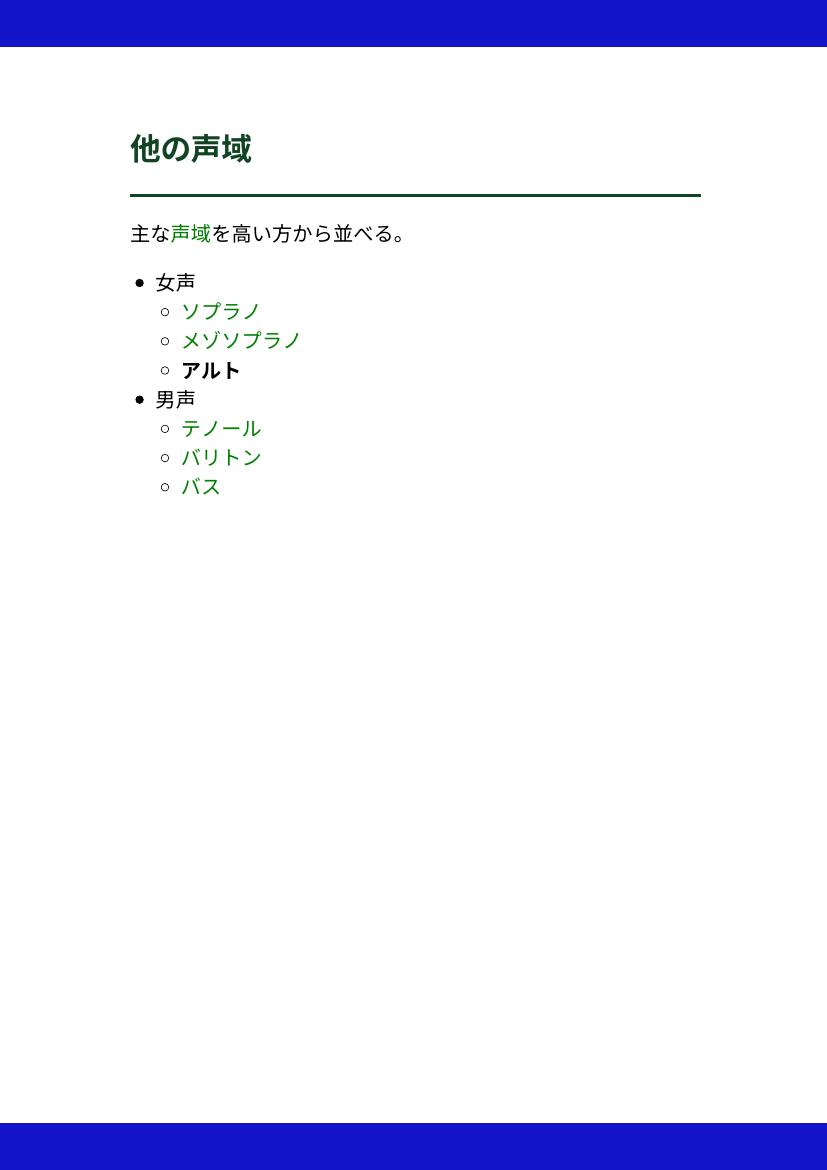 他の声域
主な声域を高い方から並べる。
女声
ソプラノ
メゾソプラノ
アルト
男声
テノール
バリトン
バス